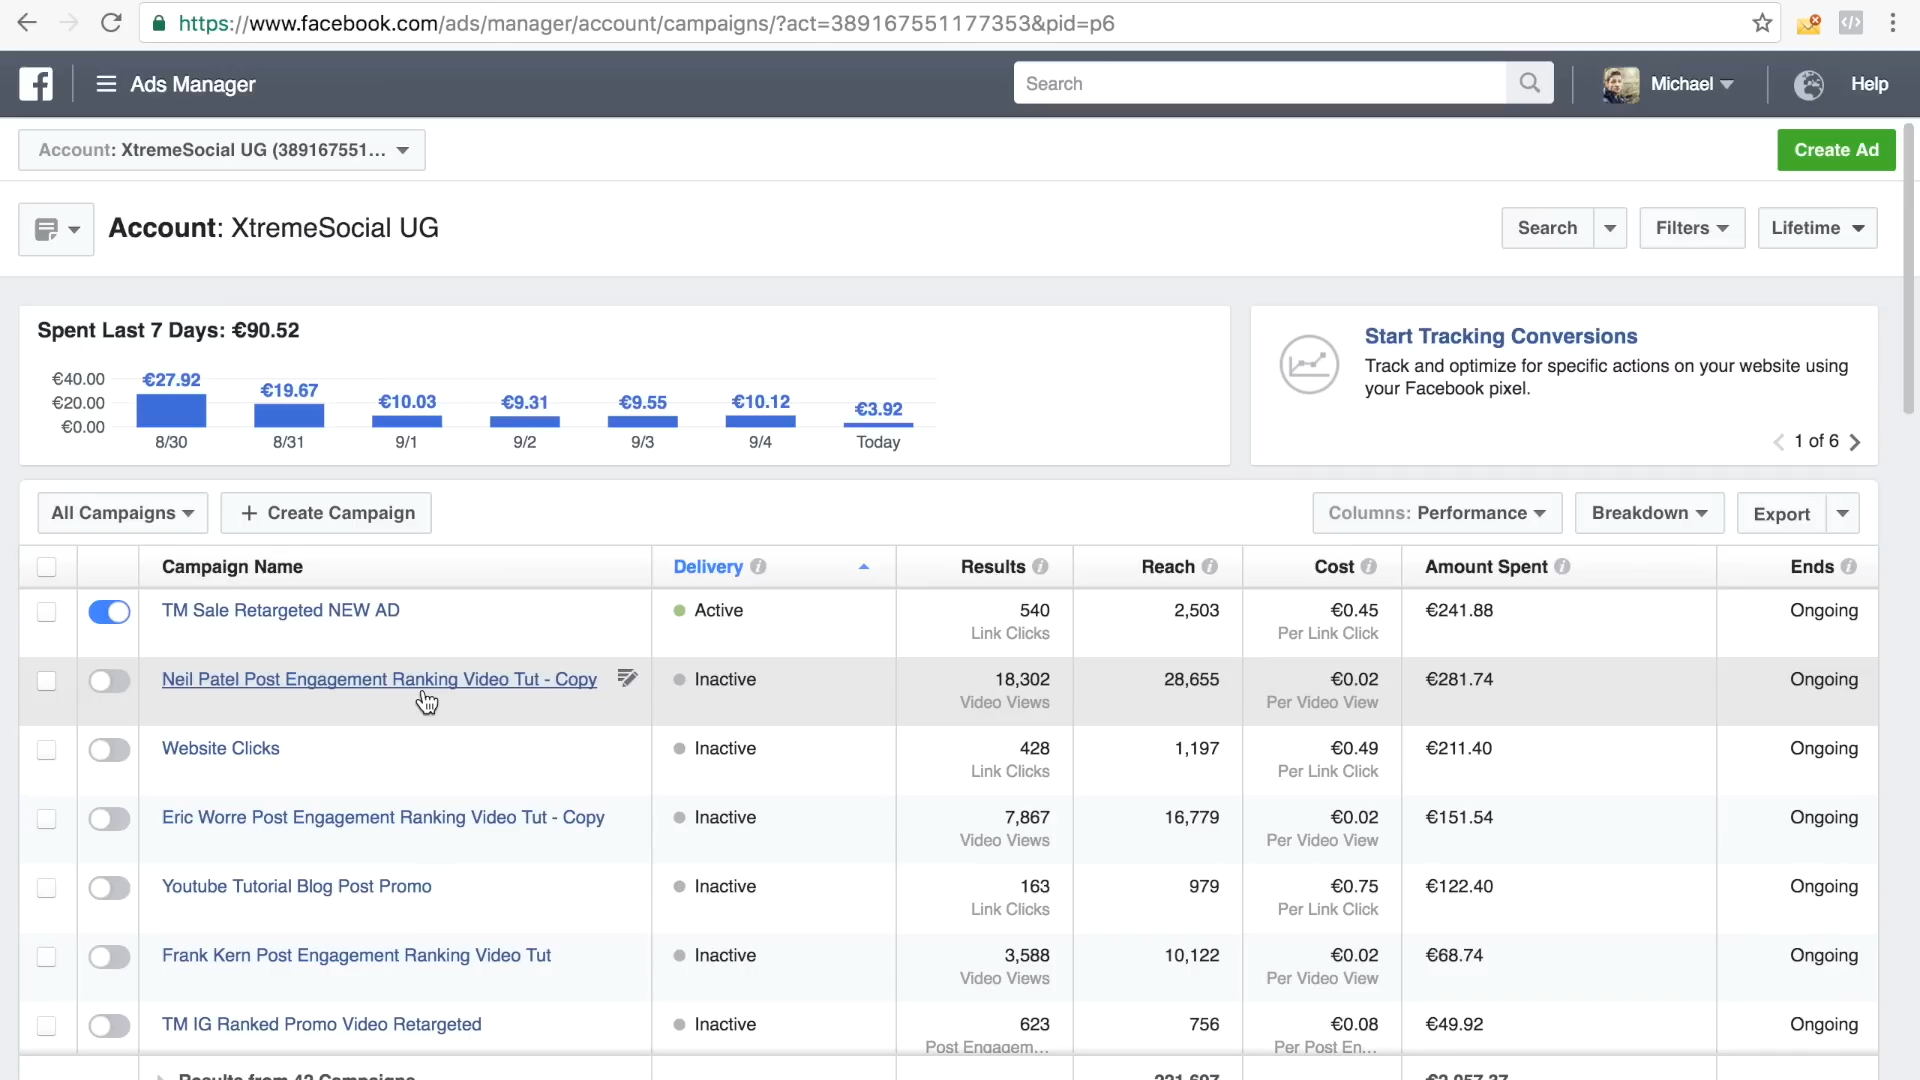 https://www.facebook.com/ads/manager/account/campaigns/?act=389167551177353&pid=p6
Ads Manager
Search
Michael
Help
Account: XtremeSocial UG (389167551...
Create Ad
Account: XtremeSocial UG
Search
Filters
Lifetime
Spent Last 7 Days: €90.52
€40.00
€20.00
€0.00
€27.92
€19.67
€10.03
€9.31
€9.55
€10.12
€3.92
8/30
8/31
9/1
9/2
9/3
9/4
Today
Start Tracking Conversions
Track and optimize for specific actions on your website using
your Facebook pixel.
1 of 6
All Campaigns
+ Create Campaign
Columns: Performance
Breakdown
Export
Campaign Name Delivery Results Reach Cost Amount Spent Ends
TM Sale Retargeted NEW AD Active 540 2,503 €0.45 €241.88 Ongoing
Link Clicks Per Link Click
Neil Patel Post Engagement Ranking Video Tut - Copy Inactive 18,302 28,655 €0.02 €281.74 Ongoing
Video Views Per Video View
Website Clicks Inactive 428 1,197 €0.49 €211.40 Ongoing
Link Clicks Per Link Click
Eric Worre Post Engagement Ranking Video Tut - Copy Inactive 7,867 16,779 €0.02 €151.54 Ongoing
Video Views Per Video View
Youtube Tutorial Blog Post Promo Inactive 163 979 €0.75 €122.40 Ongoing
Link Clicks Per Link Click
Frank Kern Post Engagement Ranking Video Tut Inactive 3,588 10,122 €0.02 €68.74 Ongoing
Video Views Per Video View
TM IG Ranked Promo Video Retargeted Inactive 623 756 €0.08 €49.92 Ongoing
Post Engagem... Per Post En...
Results from 42 Campaigns